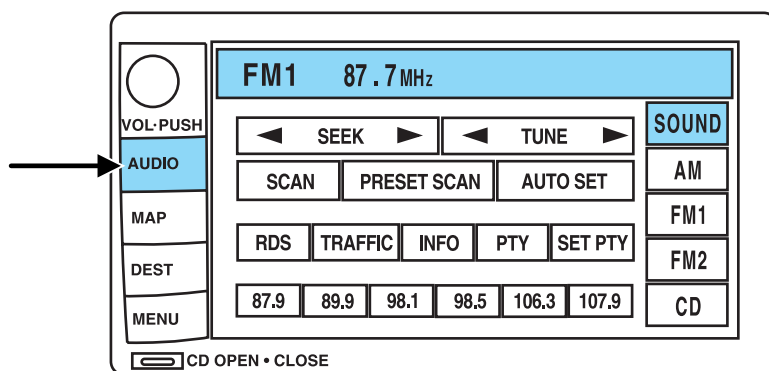 FM1 87.7MHz
VOL·PUSH
AUDIO
MAP
DEST
MENU
SEEK TUNE
SCAN PRESET SCAN AUTO SET
RDS TRAFFIC INFO PTY SET PTY
87.9 89.9 98.1 98.5 106.3 107.9
SOUND
AM
FM1
FM2
CD
CD OPEN • CLOSE